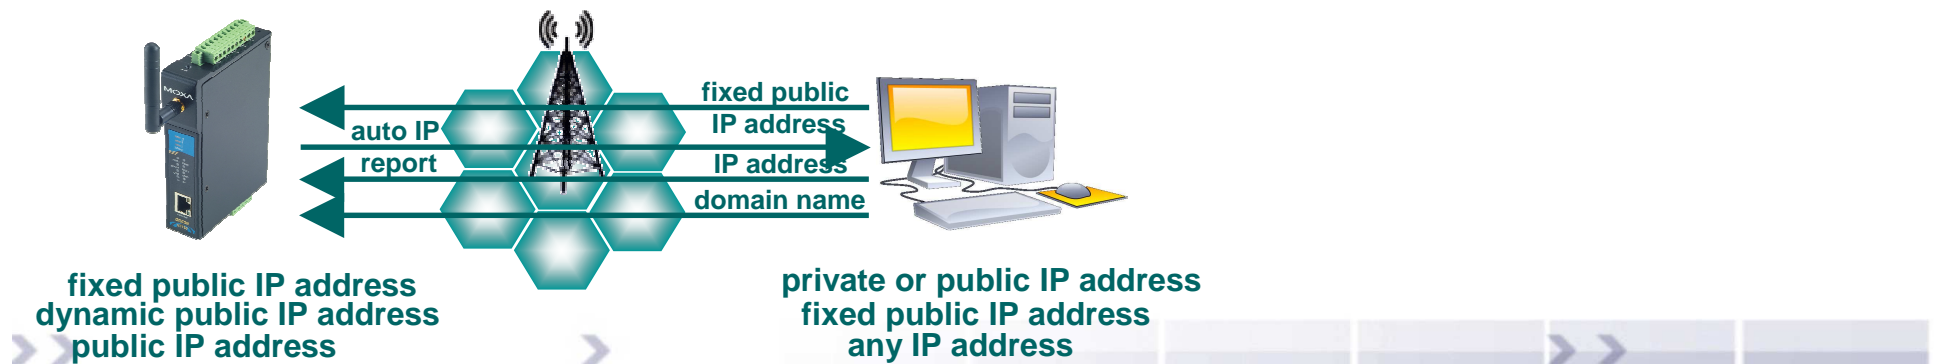 MOXA
fixed public
IP address
auto IP
report
IP address
domain name
fixed public IP address
dynamic public IP address
public IP address
private or public IP address
fixed public IP address
any IP address